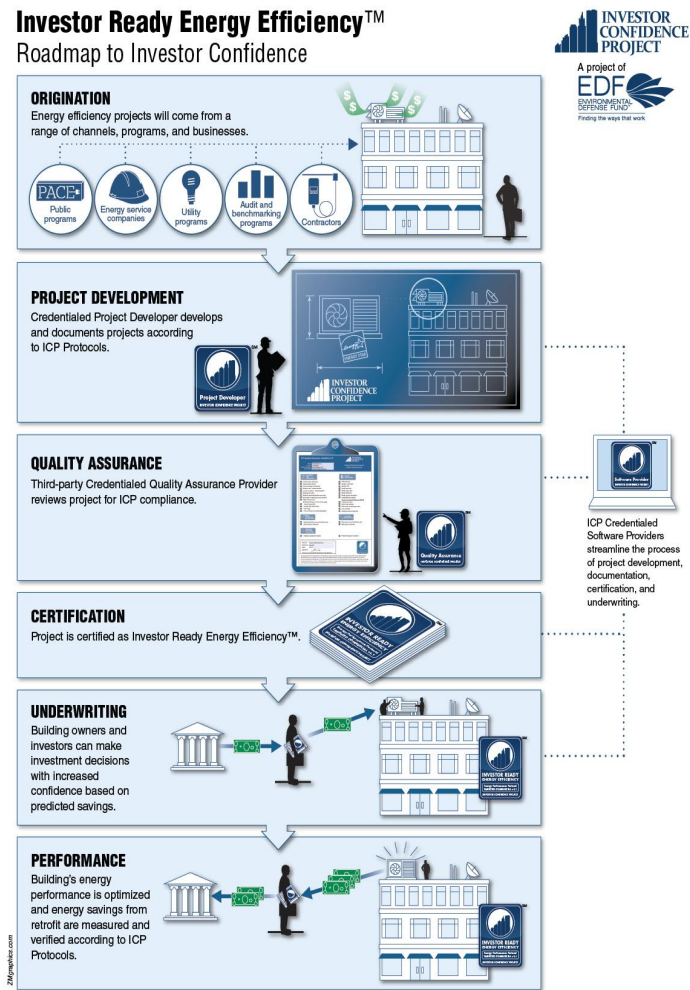 Investor Ready Energy Efficiency™
Roadmap to Investor Confidence
INVESTOR
CONFIDENCE
PROJECT
A project of
EDF
ENVIRONMENTAL
DEFENSE FUND
Finding the ways that work
ORIGINATION
Energy efficiency projects will come from a
range of channels, programs, and businesses.
$ $ $ $
PACE
Public
programs
Energy service
companies
Utility
programs
Audit and
benchmarking
programs
Contractors
PROJECT DEVELOPMENT
Credentialed Project Developer develops
and documents projects according
to ICP Protocols.
Project Developer
INVESTOR CONFIDENCE PROJECT
ENERGY STAR
INVESTOR
CONFIDENCE
PROJECT
QUALITY ASSURANCE
Third-party Credentialed Quality Assurance Provider
reviews project for ICP compliance.
Quality Assurance
Software Provider
ICP Credentialed
Software Providers
streamline the process
of project development,
documentation,
certification, and
underwriting.
CERTIFICATION
Project is certified as Investor Ready Energy Efficiency™.
INVESTOR READY
ENERGY EFFICIENCY
UNDERWRITING
Building owners and
investors can make
investment decisions
with increased
confidence based on
predicted savings.
INVESTOR READY
ENERGY EFFICIENCY
PERFORMANCE
Building's energy
performance is optimized
and energy savings from
retrofit are measured and
verified according to ICP
Protocols.
INVESTOR READY
ENERGY EFFICIENCY
ZMgraphics.com